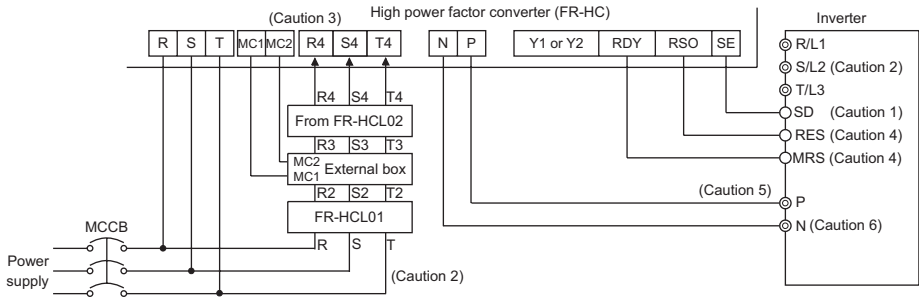 High power factor converter (FR-HC)
Inverter
(Caution 3)
R S T MC1 MC2 R4 S4 T4 N P Y1 or Y2 RDY RSO SE
R/L1
S/L2 (Caution 2)
T/L3
SD (Caution 1)
RES (Caution 4)
MRS (Caution 4)
(Caution 5)
P
N (Caution 6)
R4 S4 T4
From FR-HCL02
R3 S3 T3
MC2
MC1
External box
R2 S2 T2
FR-HCL01
R S T
MCCB
Power
supply
(Caution 2)